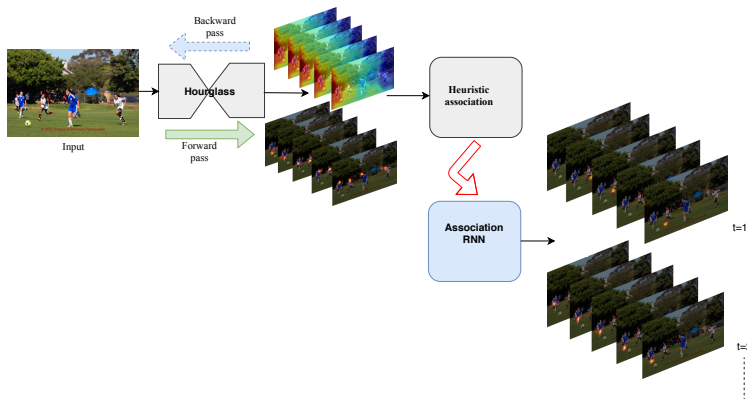 Backward
pass
Hourglass
Input
Forward
pass
Heuristic
association
Association
RNN
t=1